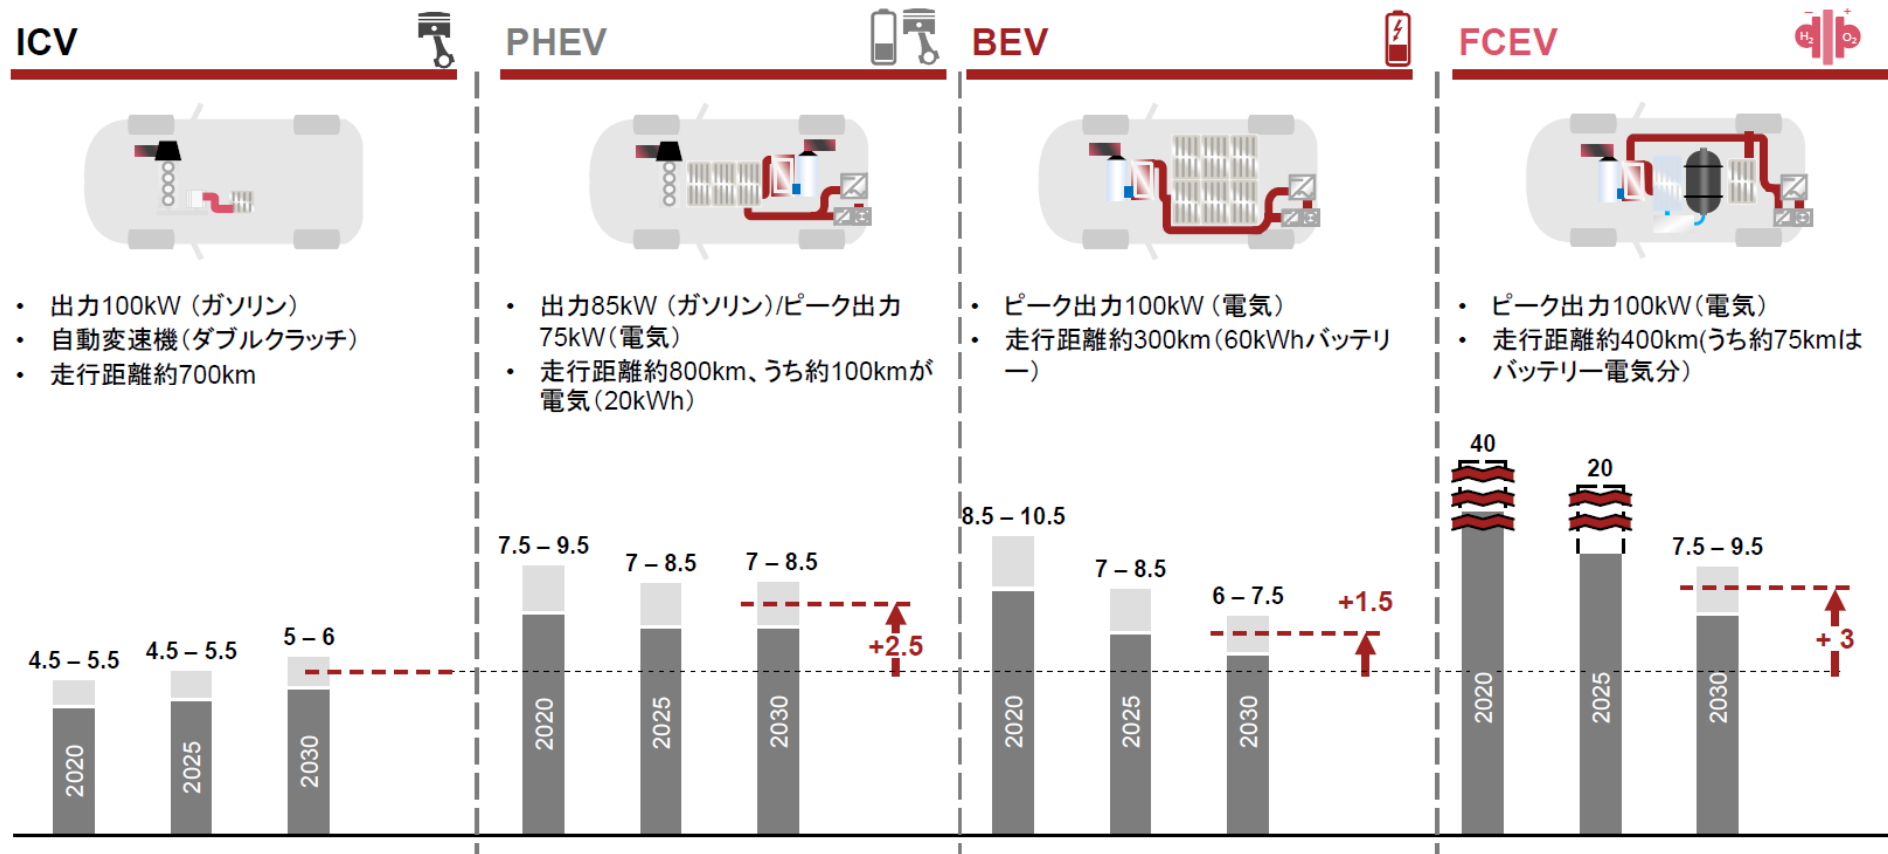 ICV
出力100kW (ガソリン)
自動変速機(ダブルクラッチ)
走行距離約700km
4.5 – 5.5
4.5 – 5.5
5 – 6
2020
2025
2030
PHEV
出力85kW (ガソリン)/ピーク出力
75kW(電気)
走行距離約800km、うち約100kmが
電気(20kWh)
7.5 – 9.5
7 – 8.5
7 – 8.5
+2.5
2020
2025
2030
BEV
ピーク出力100kW (電気)
走行距離約300km(60kWhバッテリ
ー)
8.5 – 10.5
7 – 8.5
6 – 7.5
+1.5
2020
2025
2030
FCEV
– +
H2 O2
ピーク出力100kW(電気)
走行距離約400km(うち約75kmは
バッテリー電気分)
40
20
7.5 – 9.5
+ 3
2020
2025
2030